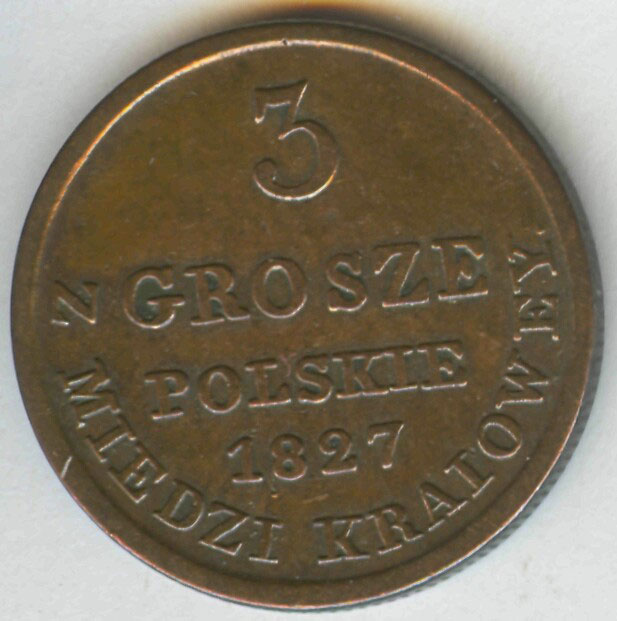 3
GROSZE
POLSKIE
1827
Z MIEDZI KRAIOWEY